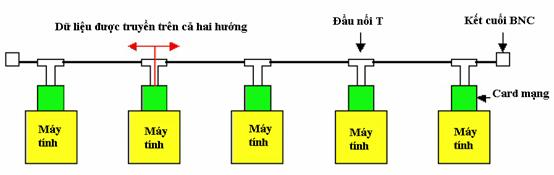 Dữ liệu được truyền trên cả hai hướng
Đầu nối T
Kết cuối BNC
Card mạng
Máy
tính
Máy
tính
Máy
tính
Máy
tính
Máy
tính